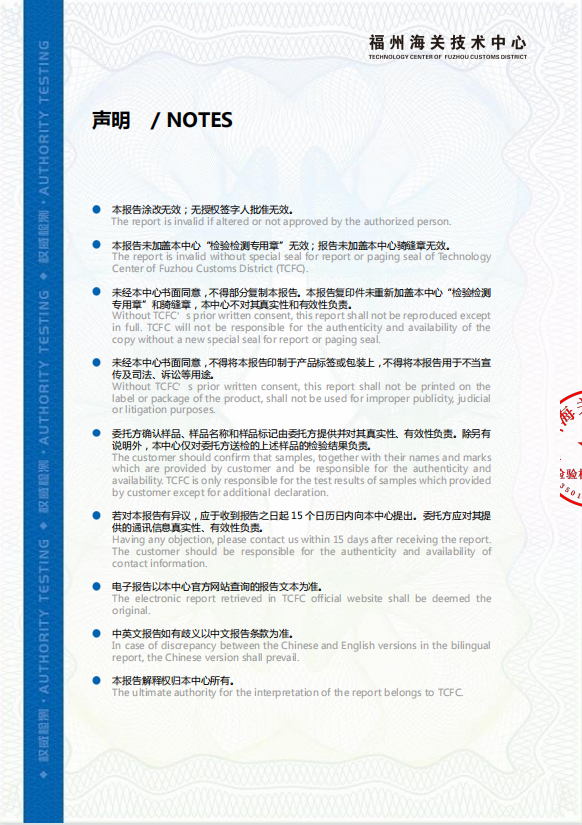 福州海关技术中心
TECHNOLOGY CENTER OF FUZHOU CUSTOMS DISTRICT
声明 / NOTES
本报告涂改无效；无授权签字人批准无效。
The report is invalid if altered or not approved by the authorized person.
本报告未加盖本中心“检验检测专用章”无效；报告未加盖本中心骑缝章无效。
The report is invalid without special seal for report or paging seal of Technology
Center of Fuzhou Customs District (TCFC).
未经本中心书面同意，不得部分复制本报告。本报告复印件未重新加盖本中心“检验检测
专用章”和骑缝章，本中心不对其真实性和有效性负责。
Without TCFC’s prior written consent, this report shall not be reproduced except
in full. TCFC will not be responsible for the authenticity and availability of the
copy without a new special seal for report or paging seal.
未经本中心书面同意，不得将本报告印制于产品标签或包装上，不得将本报告用于不当宣
传及司法、诉讼等用途。
Without TCFC’s prior written consent, this report shall not be printed on the
label or package of the product, shall not be used for improper publicity, judicial
or litigation purposes.
委托方确认样品、样品名称和样品标记由委托方提供并对其真实性、有效性负责。除另有
说明外，本中心仅对委托方送检的上述样品的检验结果负责。
The customer should confirm that samples, together with their names and marks
which are provided by customer and be responsible for the authenticity and
availability. TCFC is only responsible for the test results of samples which provided
by customer except for additional declaration.
若对本报告有异议，应于收到报告之日起 15 个日历日内向本中心提出。委托方应对其提
供的通讯信息真实性、有效性负责。
Having any objection, please contact us within 15 days after receiving the report.
The customer should be responsible for the authenticity and availability of
contact information.
电子报告以本中心官方网站查询的报告文本为准。
The electronic report retrieved in TCFC official website shall be deemed the
original.
中英文报告如有歧义以中文报告条款为准。
In case of discrepancy between the Chinese and English versions in the bilingual
report, the Chinese version shall prevail.
本报告解释权归本中心所有。
The ultimate authority for the interpretation of the report belongs to TCFC.
◆ 权威检测·AUTHORITY TESTING ◆ 权威检测·AUTHORITY TESTING ◆ 权威检测·AUTHORITY TESTING
海关
检验检
3501